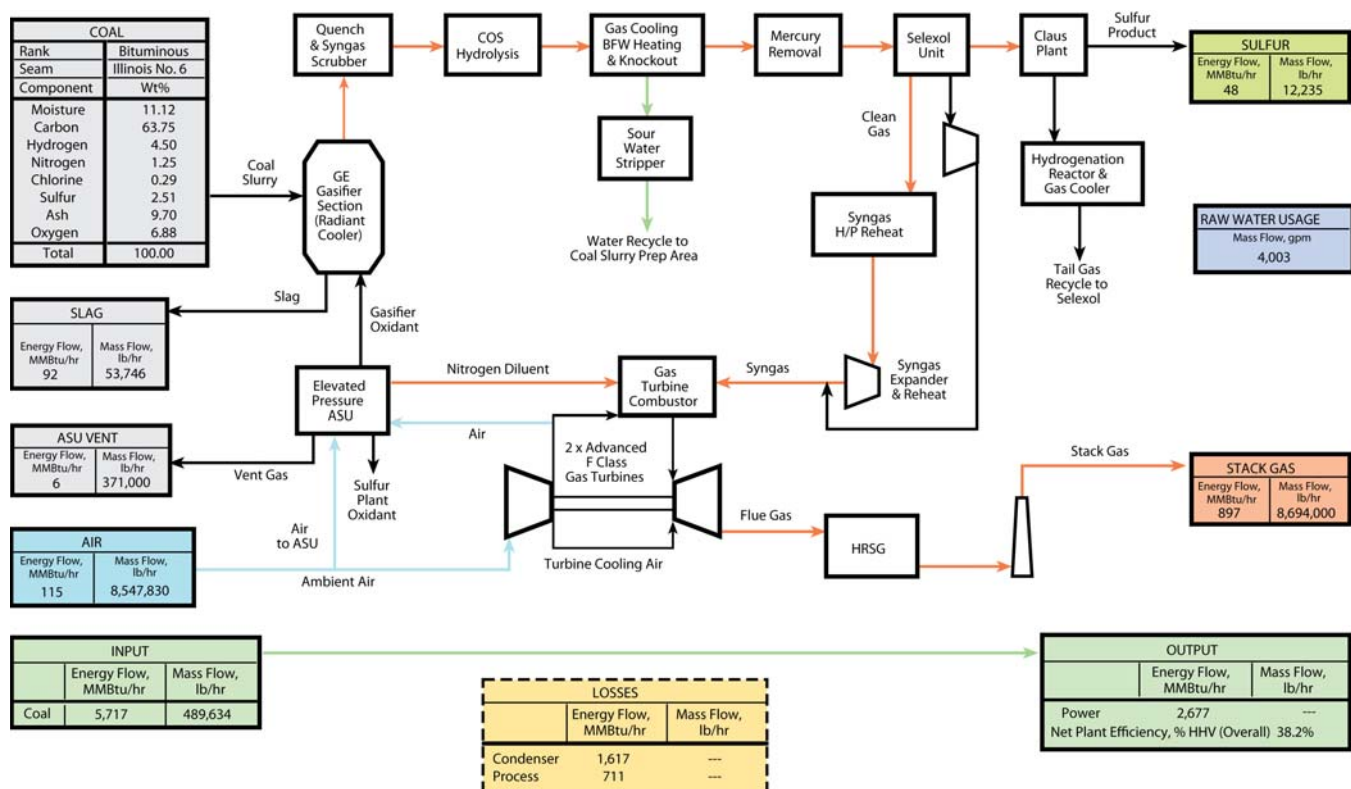 COAL
Rank Bituminous
Seam Illinois No. 6
Component Wt%
Moisture 11.12
Carbon 63.75
Hydrogen 4.50
Nitrogen 1.25
Chlorine 0.29
Sulfur 2.51
Ash 9.70
Oxygen 6.88
Total 100.00
Coal
Slurry
Quench
& Syngas
Scrubber
COS
Hydrolysis
Gas Cooling
BFW Heating
& Knockout
Mercury
Removal
Selexol
Unit
Claus
Plant
Sulfur
Product
SULFUR
Energy Flow, Mass Flow,
MMBtu/hr lb/hr
48 12,235
GE
Gasifier
Section
(Radiant
Cooler)
Sour
Water
Stripper
Water Recycle to
Coal Slurry Prep Area
Clean
Gas
Syngas
H/P Reheat
Hydrogenation
Reactor &
Gas Cooler
Tail Gas
Recycle to
Selexol
RAW WATER USAGE
Mass Flow, gpm
4,003
Slag
SLAG
Energy Flow, Mass Flow,
MMBtu/hr lb/hr
92 53,746
Gasifier
Oxidant
Elevated
Pressure
ASU
Nitrogen Diluent
Gas
Turbine
Combustor
Syngas
Syngas
Expander
& Reheat
Air
ASU VENT
Energy Flow, Mass Flow,
MMBtu/hr lb/hr
6 371,000
Vent Gas
Sulfur
Plant
Oxidant
2 x Advanced
F Class
Gas Turbines
Stack Gas
STACK GAS
Energy Flow, Mass Flow,
MMBtu/hr lb/hr
897 8,694,000
AIR
Energy Flow, Mass Flow,
MMBtu/hr lb/hr
115 8,547,830
Air
to ASU
Ambient Air
Turbine Cooling Air
Flue Gas
HRSG
INPUT
Energy Flow, Mass Flow,
MMBtu/hr lb/hr
Coal 5,717 489,634
LOSSES
Energy Flow, Mass Flow,
MMBtu/hr lb/hr
Condenser 1,617 ---
Process 711 ---
OUTPUT
Energy Flow, Mass Flow,
MMBtu/hr lb/hr
Power 2,677 ---
Net Plant Efficiency, % HHV (Overall) 38.2%